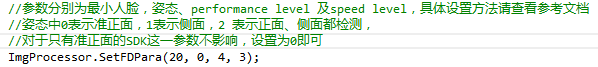 //参数分别为最小人脸，姿态、performance level 及speed level，具体设置方法请查看参考文档
//姿态中0表示准正面，1表示侧面，2 表示正面、侧面都检测，
//对于只有准正面的SDK这一参数不影响，设置为0即可
ImgProcessor.SetFDPara(20, 0, 4, 3);